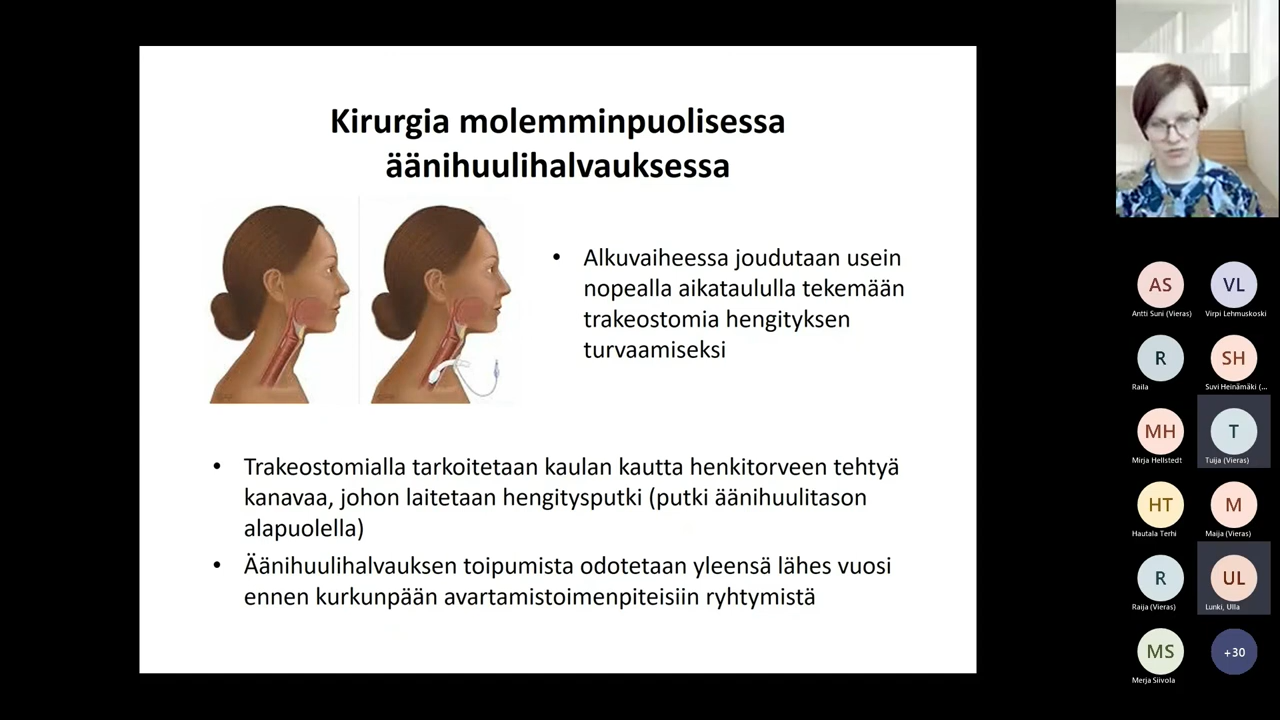 Kirurgia molemminpuolisessa
äänihuulihalvauksessa
• Alkuvaiheessa joudutaan usein
nopealla aikataululla tekemään
trakeostomia hengityksen
turvaamiseksi
• Trakeostomialla tarkoitetaan kaulan kautta henkitorveen tehtyä
kanavaa, johon laitetaan hengitysputki (putki äänihuulitason
alapuolella)
• Äänihuulihalvauksen toipumista odotetaan yleensä lähes vuosi
ennen kurkunpään avartamistoimenpiteisiin ryhtymistä
AS
Antti Suni (Vieras)
VL
Virpi Lehmuskoski
R
Raila
SH
Suvi Heinämäki (...
MH
Mirja Hellstedt
T
Tuija (Vieras)
HT
Hautala Terhi
M
Maija (Vieras)
R
Raija (Vieras)
UL
Lunki, Ulla
MS
Merja Siivola
+30